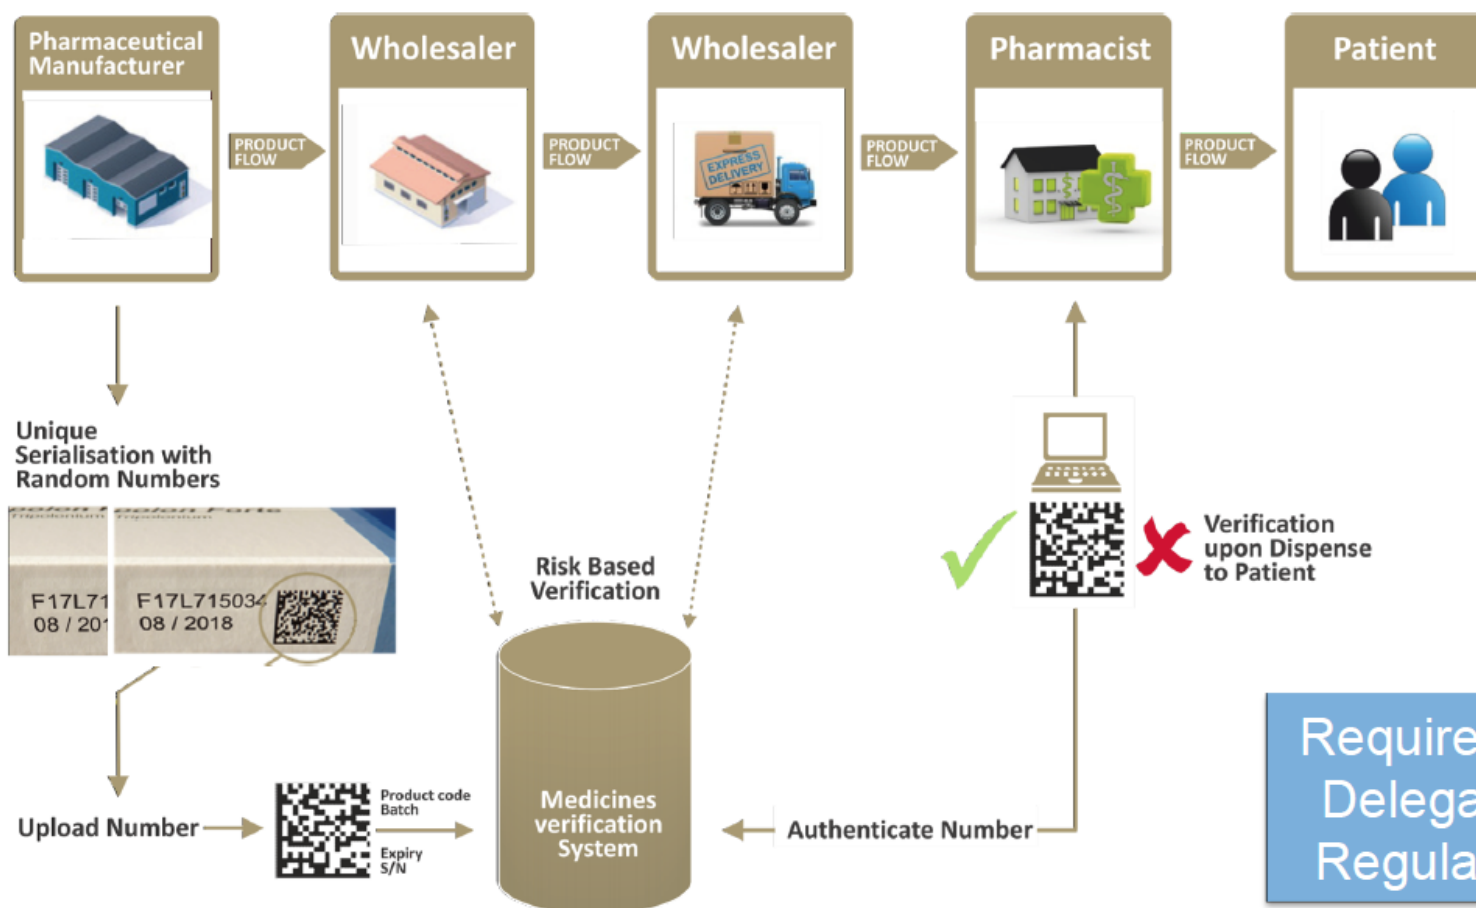 Pharmaceutical
Manufacturer
Wholesaler
Wholesaler
Pharmacist
Patient
PRODUCT
FLOW
PRODUCT
FLOW
EXPRESS
DELIVERY
PRODUCT
FLOW
PRODUCT
FLOW
Unique
Serialisation with
Random Numbers
Tripolonium
F17L71
08 / 201
F17L715034
08 / 2018
Risk Based
Verification
Verification
upon Dispense
to Patient
Upload Number
Product code
Batch
Expiry
S/N
Medicines
verification
System
Authenticate Number
Require
Delega
Regula